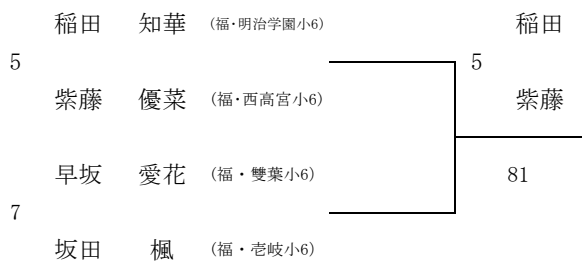 稲田 知華 (福・明治学園小6) 稲田
5 5
紫藤 優菜 (福・西高宮小6) 紫藤
早坂 愛花 (福・雙葉小6) 81
7
坂田 楓 (福・壱岐小6)